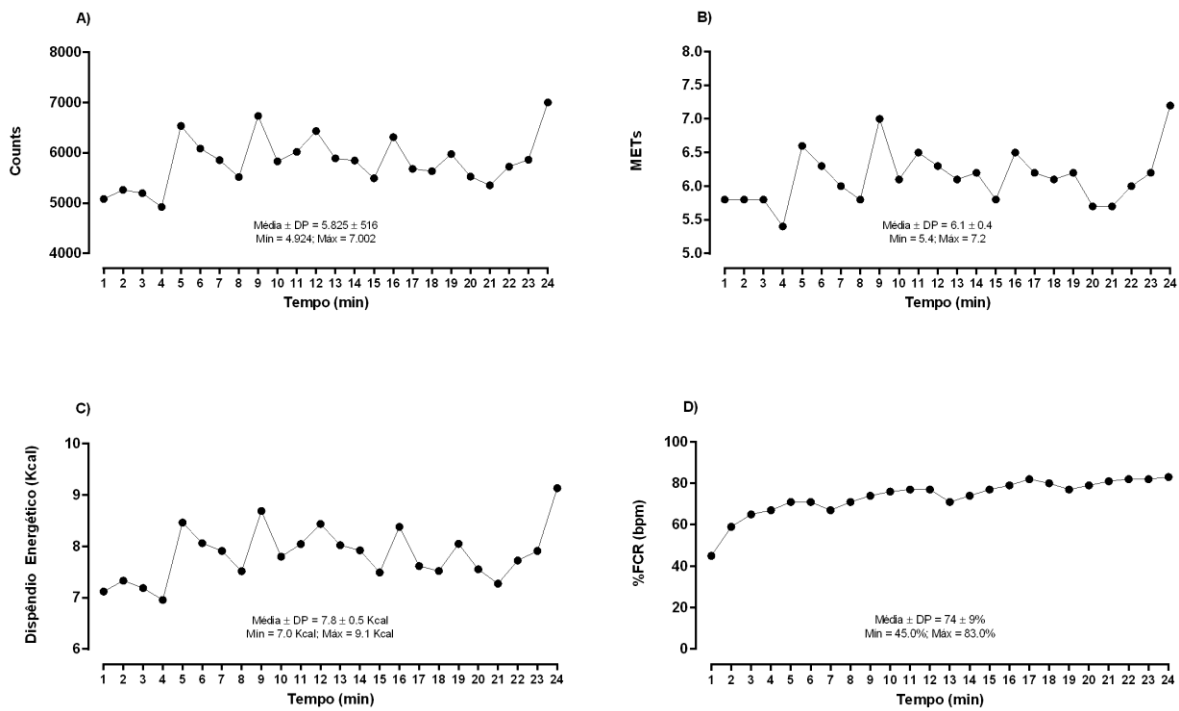 A)
Counts
8000
7000
6000
5000
4000
Média ± DP = 5.825 ± 516
Mín = 4.924; Máx = 7.002
1 2 3 4 5 6 7 8 9 10 11 12 13 14 15 16 17 18 19 20 21 22 23 24
Tempo (min)
B)
METs
8.0
7.5
7.0
6.5
6.0
5.5
5.0
Média ± DP = 6.1 ± 0.4
Mín = 5.4; Máx = 7.2
1 2 3 4 5 6 7 8 9 10 11 12 13 14 15 16 17 18 19 20 21 22 23 24
Tempo (min)
C)
Dispêndio Energético (Kcal)
10
9
8
7
6
Média ± DP = 7.8 ± 0.5 Kcal
Mín = 7.0 Kcal; Máx = 9.1 Kcal
1 2 3 4 5 6 7 8 9 10 11 12 13 14 15 16 17 18 19 20 21 22 23 24
Tempo (min)
D)
%FCR (bpm)
100
80
60
40
20
0
Média ± DP = 74 ± 9%
Mín = 45.0%; Máx = 83.0%
1 2 3 4 5 6 7 8 9 10 11 12 13 14 15 16 17 18 19 20 21 22 23 24
Tempo (min)